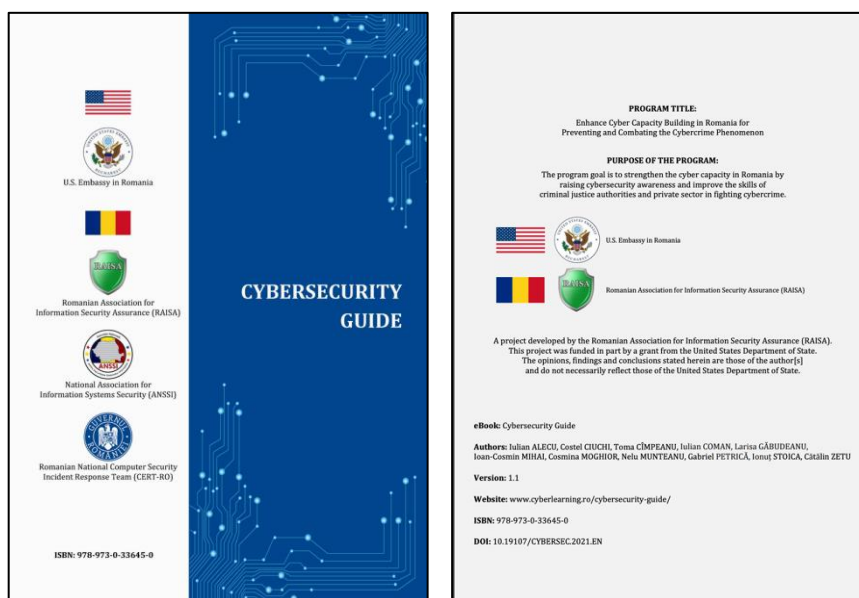 U.S. Embassy in Romania
RAISA
Romanian Association for
Information Security Assurance (RAISA)
ANSSI
National Association for
Information Systems Security (ANSSI)
GUVERNUL
ROMÂNIEI
Romanian National Computer Security
Incident Response Team (CERT-RO)
ISBN: 978-973-0-33645-0
CYBERSECURITY
GUIDE
PROGRAM TITLE:
Enhance Cyber Capacity Building in Romania for
Preventing and Combating the Cybercrime Phenomenon
PURPOSE OF THE PROGRAM:
The program goal is to strengthen the cyber capacity in Romania by
raising cybersecurity awareness and improve the skills of
criminal justice authorities and private sector in fighting cybercrime.
U.S. Embassy in Romania
RAISA
Romanian Association for Information Security Assurance (RAISA)
A project developed by the Romanian Association for Information Security Assurance (RAISA).
This project was funded in part by a grant from the United States Department of State.
The opinions, findings and conclusions stated herein are those of the author[s]
and do not necessarily reflect those of the United States Department of State.
eBook: Cybersecurity Guide
Authors: Iulian ALECU, Costel CIUCHI, Toma CÎMPEANU, Iulian COMAN, Larisa GĂBUDEANU,
Ioan-Cosmin MIHAI, Cosmina MOGHIOR, Nelu MUNTEANU, Gabriel PETRICĂ, Ionuț STOICA, Cătălin ZETU
Version: 1.1
Website: www.cyberlearning.ro/cybersecurity-guide/
ISBN: 978-973-0-33645-0
DOI: 10.19107/CYBERSEC.2021.EN